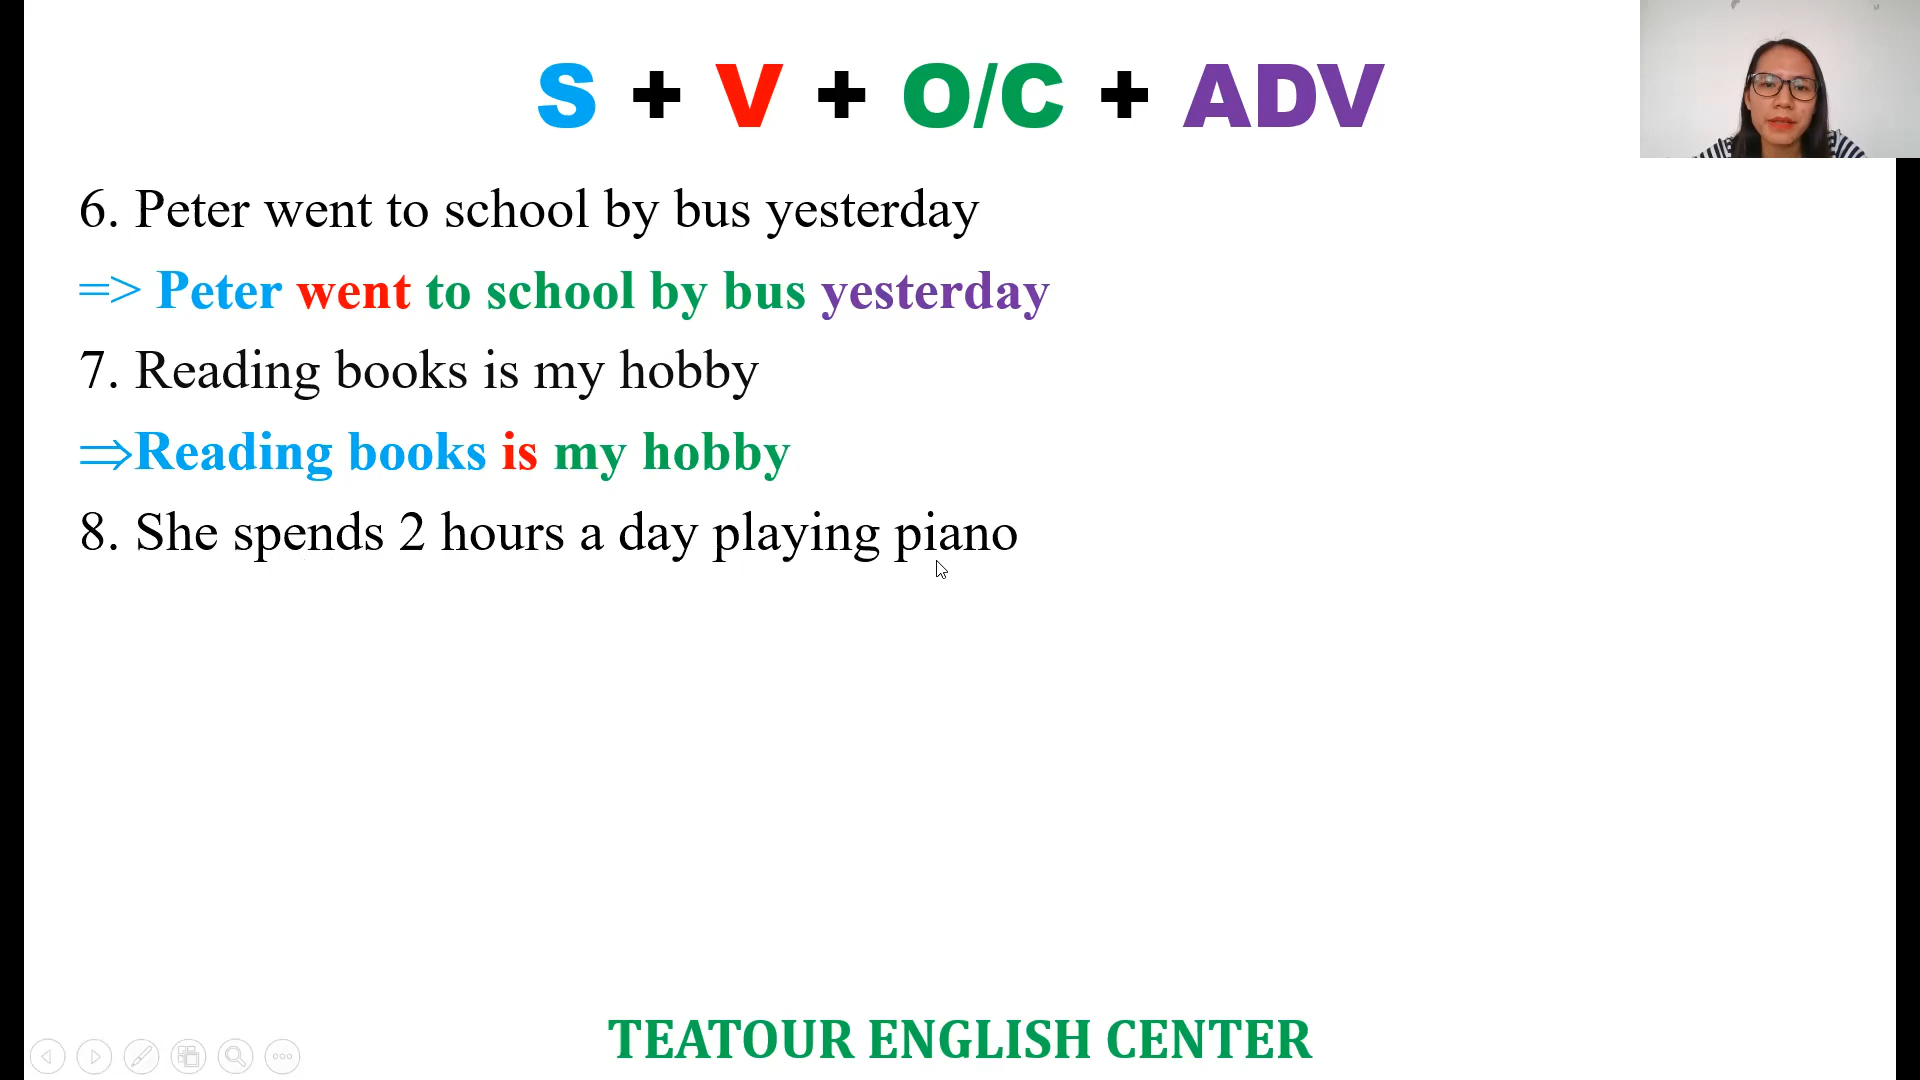 S + V + O/C + ADV
6. Peter went to school by bus yesterday
=> Peter went to school by bus yesterday
7. Reading books is my hobby
⇒Reading books is my hobby
8. She spends 2 hours a day playing piano
TEATOUR ENGLISH CENTER